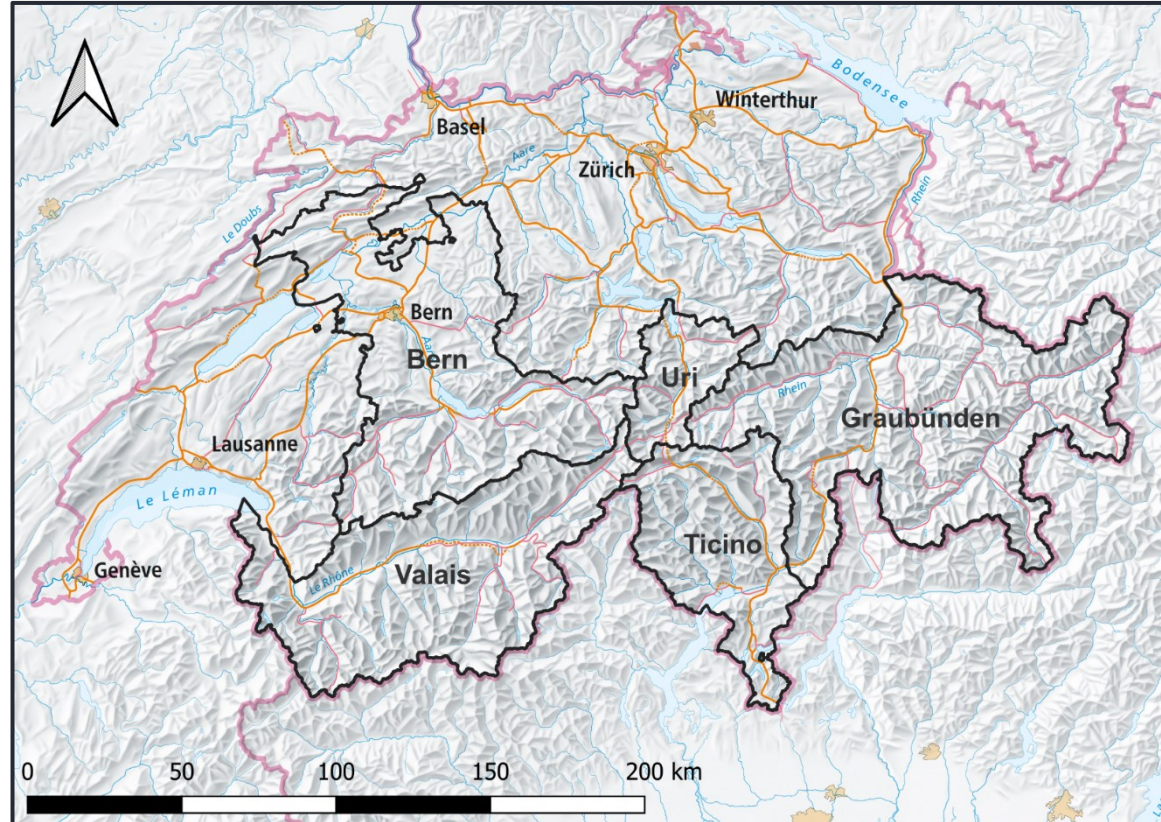 Bodensee
Winterthur
Basel
Aare
Zürich
Rhein
Le Doubs
Bern
Aare
Bern
Uri
Rhein
Graubünden
Lausanne
Le Léman
Ticino
Genève
Le Rhône
Valais
0 50 100 150 200 km